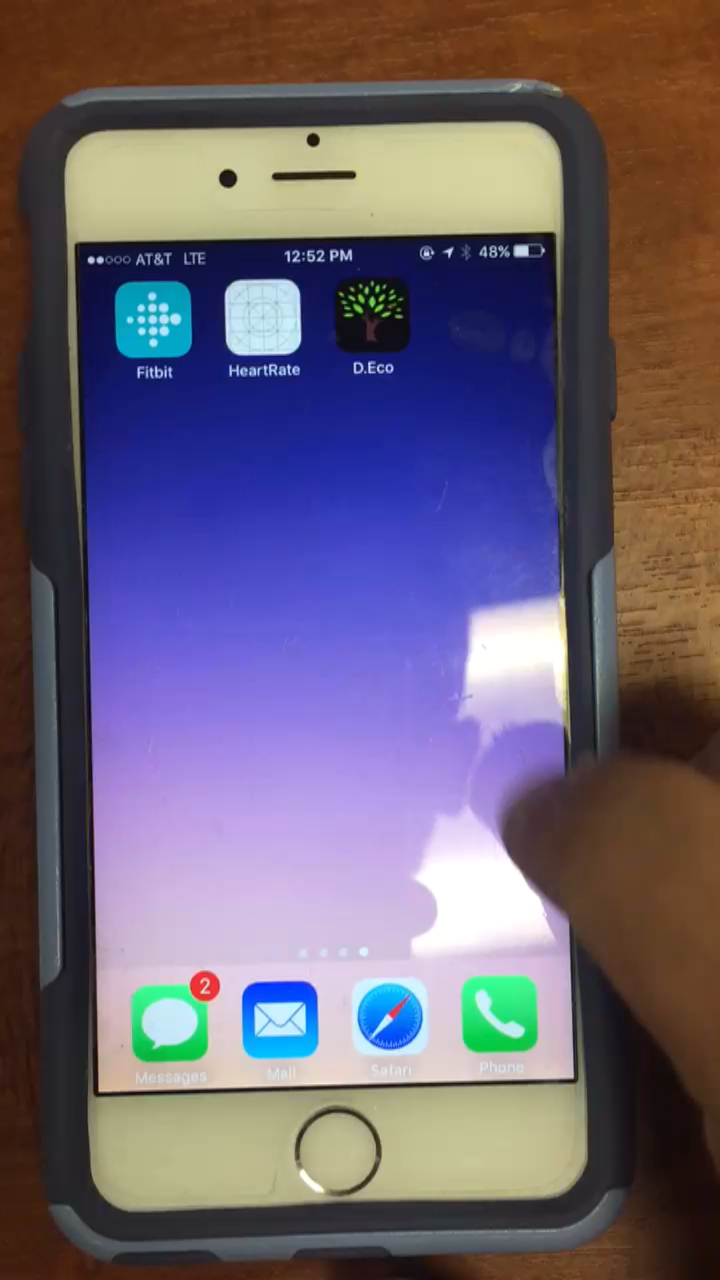 AT&T LTE 12:52 PM 48%
Fitbit HeartRate D.Eco
2
Messages Mail Safari Phone